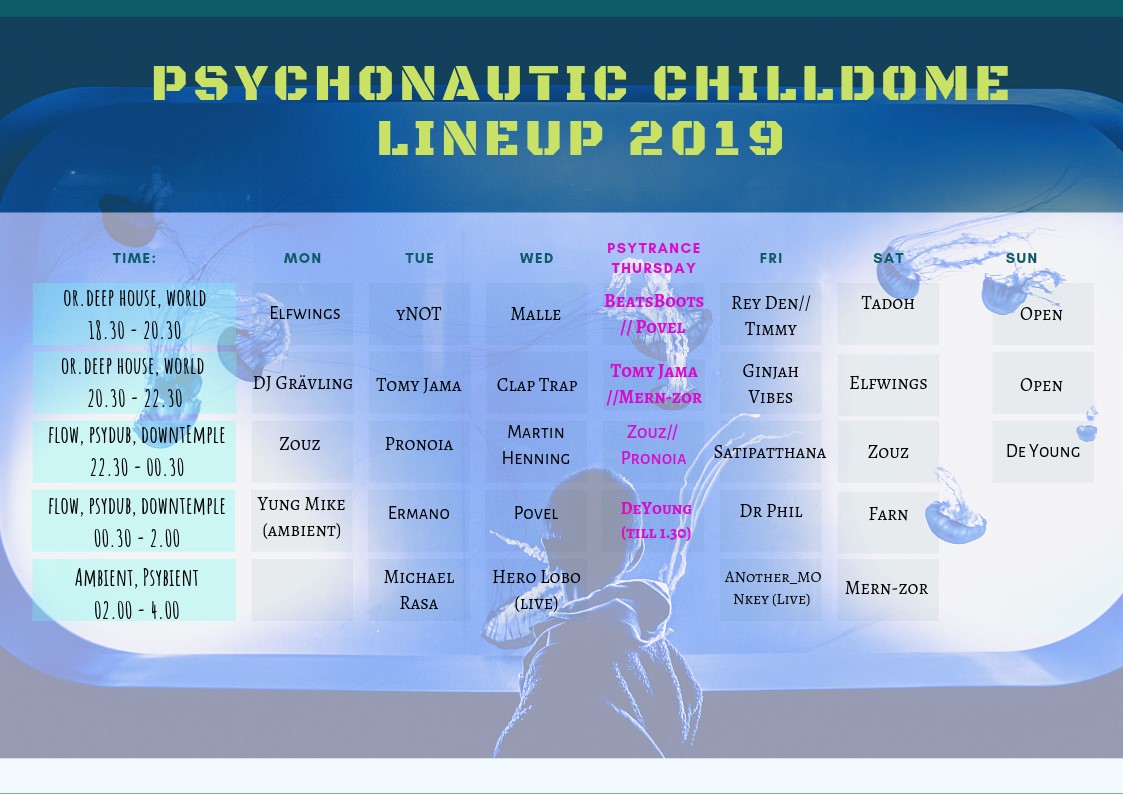 PSYCHONAUTIC CHILLDOME
LINEUP 2019
TIME: MON TUE WED PSYTRANCE THURSDAY FRI SAT SUN
OR.DEEP HOUSE, WORLD
18.30 - 20.30
Elfwings
yNOT
Malle
BeatsBoots
// Povel
Rey Den//
Timmy
Tadoh
Open
OR.DEEP HOUSE, WORLD
20.30 - 22.30
DJ Grävling
Tomy Jama
Clap Trap
Tomy Jama
//Mern-zor
Ginjah
Vibes
Elfwings
Open
FLOW, PSYDUB, DOWNTEMPLE
22.30 - 00.30
Zouz
Pronoia
Martin
Henning
Zouz//
Pronoia
Satipatthana
Zouz
De Young
FLOW, PSYDUB, DOWNTEMPLE
00.30 - 2.00
Yung Mike
(ambient)
Ermano
Povel
DeYoung
(till 1.30)
Dr Phil
Farn
Ambient, Psybient
02.00 - 4.00
Michael
Rasa
Hero Lobo
(live)
ANother_MO
Nkey (Live)
Mern-zor